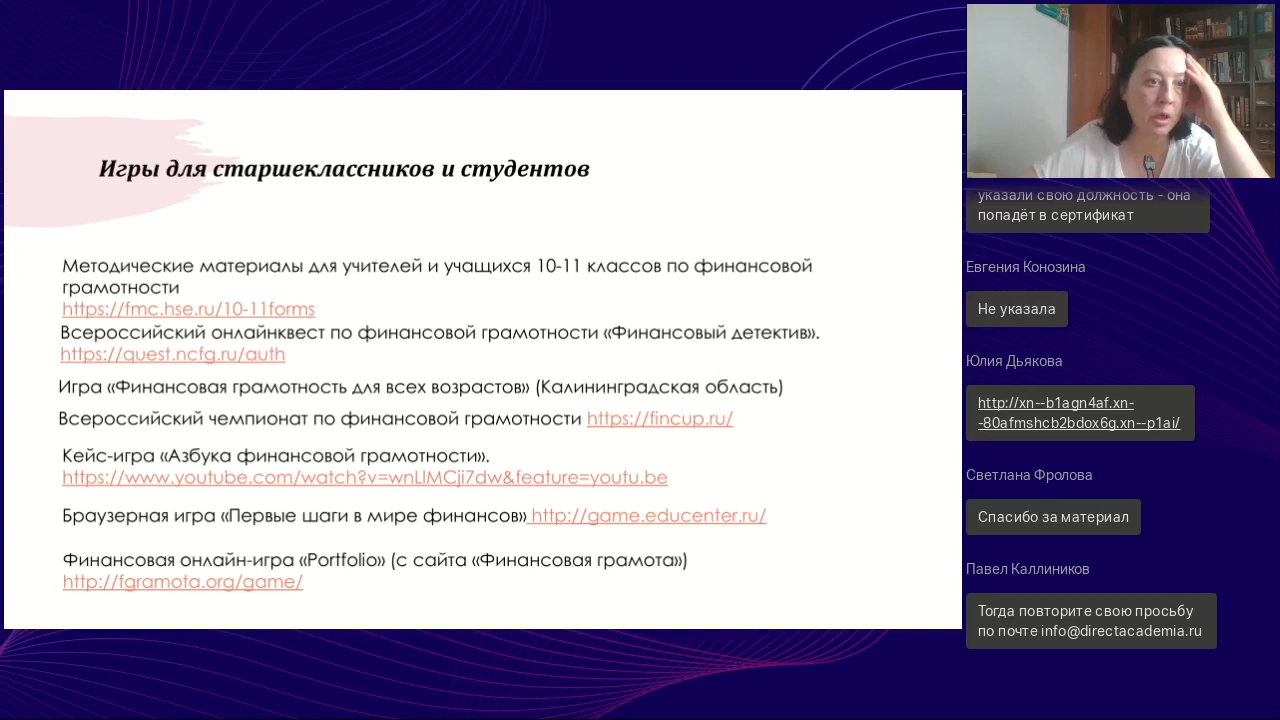 Игры для старшеклассников и студентов
Методические материалы для учителей и учащихся 10-11 классов по финансовой
грамотности
https://fmc.hse.ru/10-11forms
Всероссийский онлайнквест по финансовой грамотности «Финансовый детектив».
https://quest.ncfg.ru/auth
Игра «Финансовая грамотность для всех возрастов» (Калининградская область)
Всероссийский чемпионат по финансовой грамотности https://fincup.ru/
Кейс-игра «Азбука финансовой грамотности».
https://www.youtube.com/watch?v=wnLlMCji7dw&feature=youtu.be
Браузерная игра «Первые шаги в мире финансов» http://game.educenter.ru/
Финансовая онлайн-игра «Portfolio» (с сайта «Финансовая грамота»)
http://fgramota.org/game/
указали свою должность - она
попадёт в сертификат
Евгения Конозина
Не указала
Юлия Дьякова
http://xn--b1agn4af.xn-
-80afmshcb2bdox6g.xn--p1ai/
Светлана Фролова
Спасибо за материал
Павел Каллиников
Тогда повторите свою просьбу
по почте info@directacademia.ru